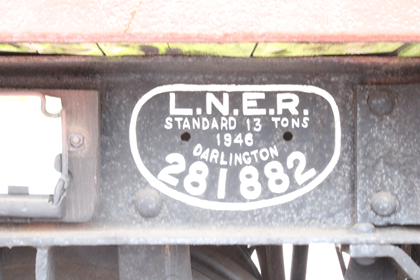 L.N.E.R.
STANDARD 13 TONS
1946
DARLINGTON
281882